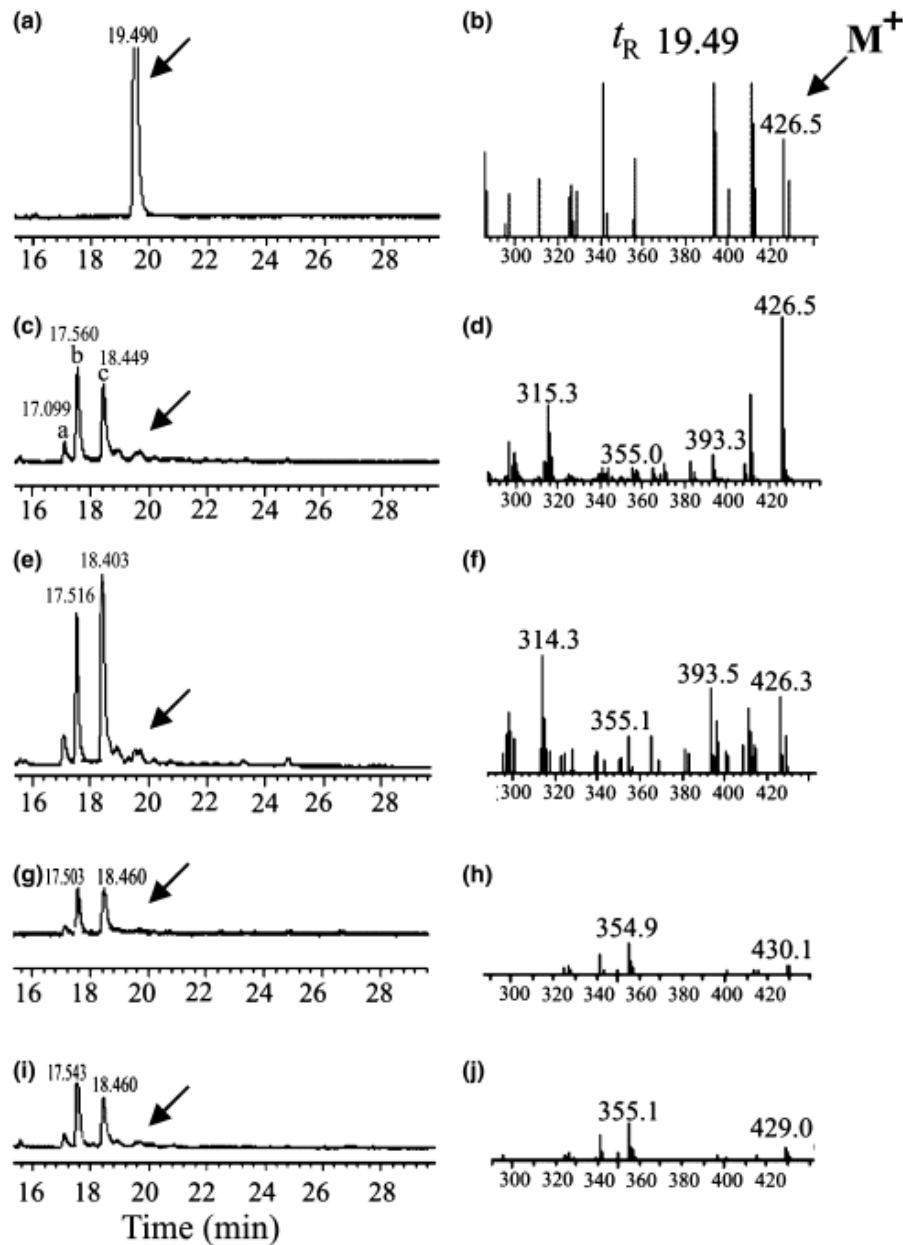 (a)
19.490
16 18 20 22 24 26 28
(b)
tR 19.49
M+
426.5
300 320 340 360 380 400 420
(c)
17.560
b
18.449
c
17.099
a
16 18 20 22 24 26 28
(d)
426.5
315.3
355.0
393.3
300 320 340 360 380 400 420
(e)
18.403
17.516
16 18 20 22 24 26 28
(f)
314.3
393.5
426.3
355.1
300 320 340 360 380 400 420
(g)
17.503 18.460
16 18 20 22 24 26 28
(h)
354.9
430.1
300 320 340 360 380 400 420
(i)
17.543
18.460
16 18 20 22 24 26 28
Time (min)
(j)
355.1
429.0
300 320 340 360 380 400 420